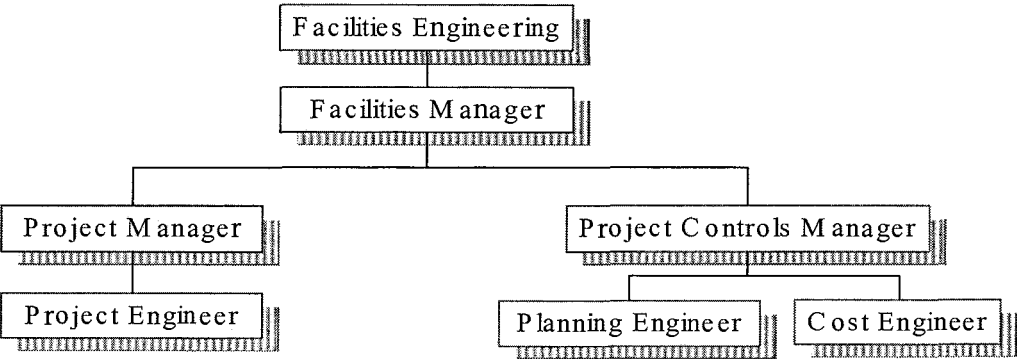 Facilities Engineering
Facilities Manager
Project Manager
Project Controls Manager
Project Engineer
Planning Engineer
Cost Engineer